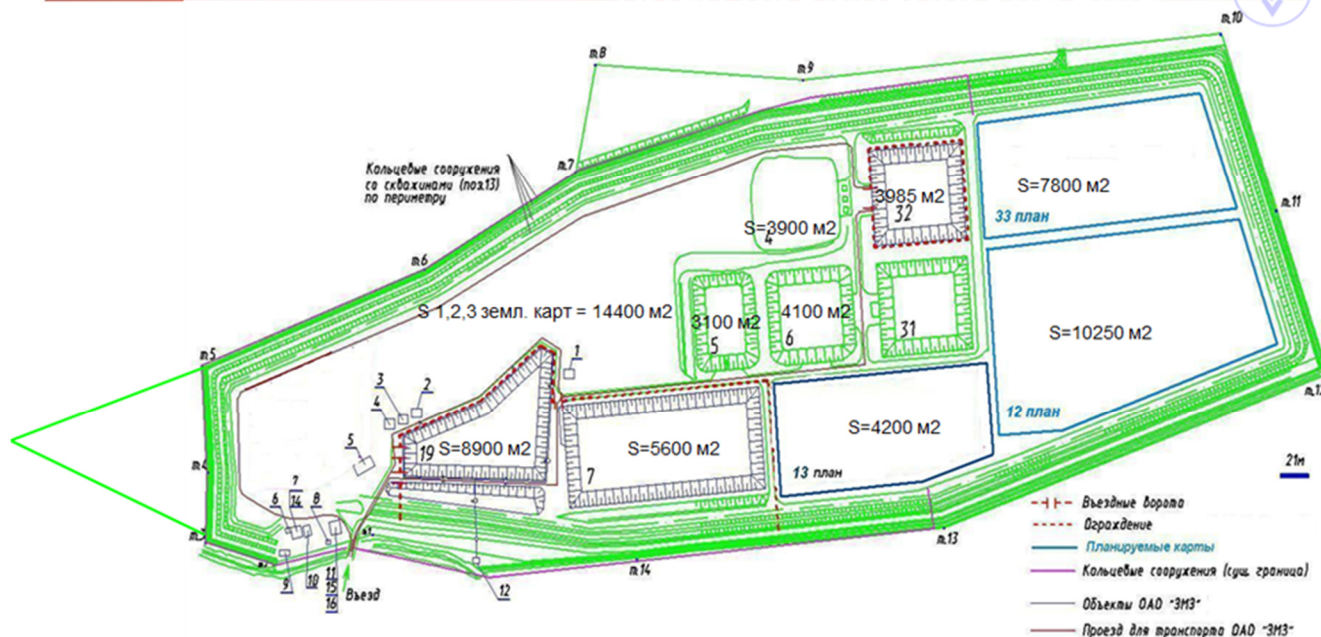 т.10
т.8
т.9
т.7
Кольцевые сооружения
со скважинами (поз.13)
по периметру
3985 м2
32
S=7800 м2
33 план
т.11
S=3900 м2
4
т.6
S 1,2,3 земл. карт = 14400 м2
3100 м2
5
4100 м2
6
31
S=10250 м2
т.5
1
3
2
4
12 план
S=4200 м2
13 план
19
S=8900 м2
S=5600 м2
7
5
т.4
21м
7
14
6
8
т.3
9
10
11
15
16
Въезд
12
т.14
т.13
Въездные ворота
Ограждение
Планируемые карты
Кольцевые сооружения (сущ. граница)
Объекты ОАО "ЗМЗ"
Проезд для транспорта ОАО "ЗМЗ"